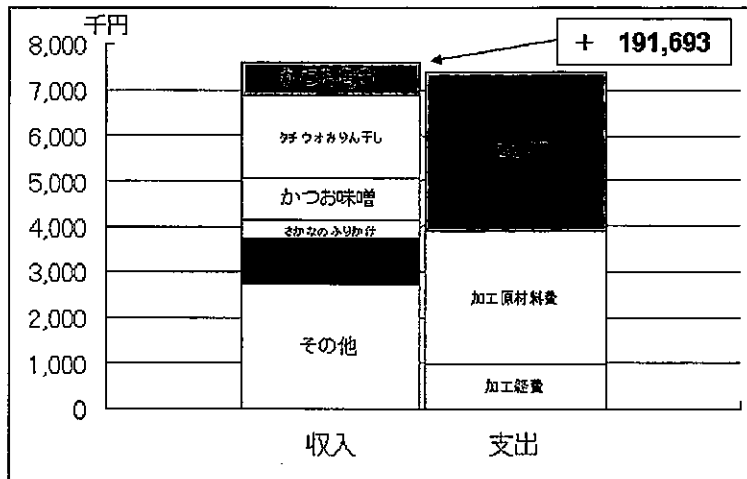 千円
+ 191,693
8,000
7,000
6,000
5,000
4,000
3,000
2,000
1,000
0
タチウオみりん干し
かつお味噌
さかなのふりかけ
その他
加工原材料費
加工経費
収入
支出